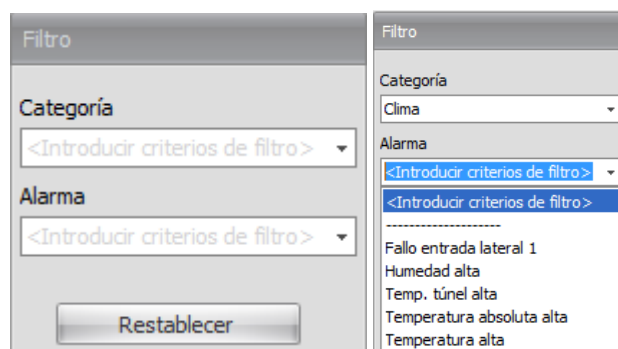 Filtro
Categoría
<Introducir criterios de filtro>
Alarma
<Introducir criterios de filtro>
Restablecer
Filtro
Categoría
Clima
Alarma
<Introducir criterios de filtro>
<Introducir criterios de filtro>
--------------------
Fallo entrada lateral 1
Humedad alta
Temp. túnel alta
Temperatura absoluta alta
Temperatura alta